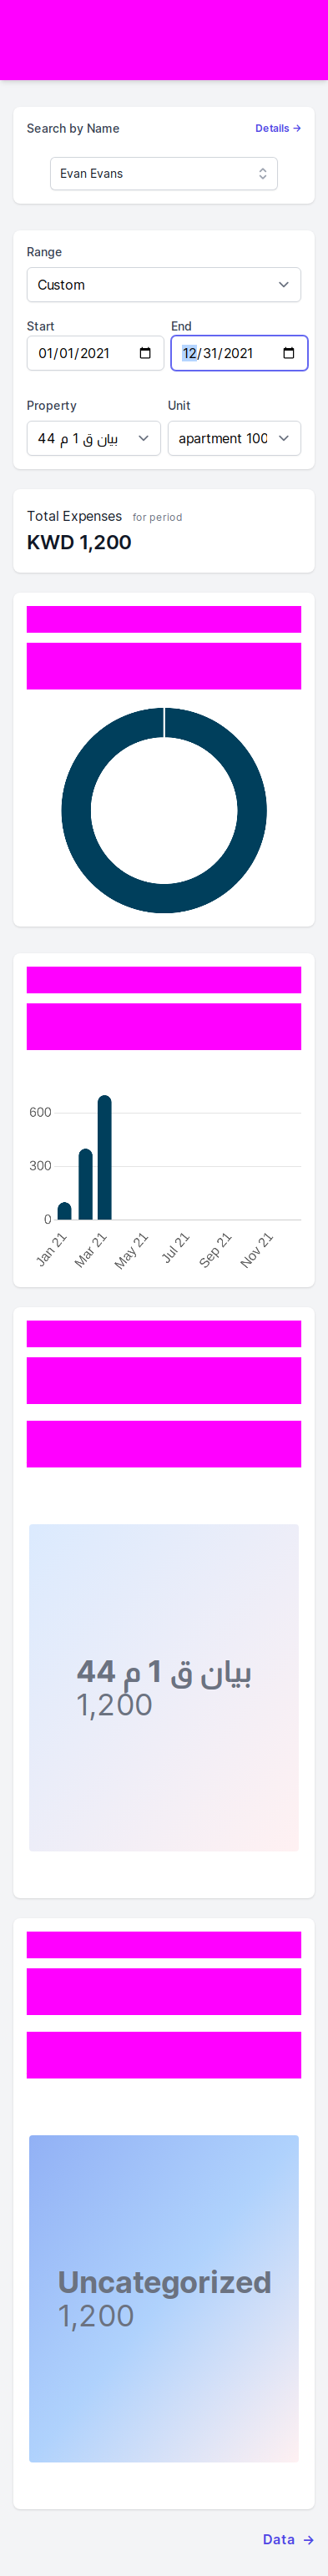 Search by Name
Details →
Evan Evans
Range
Custom
Start
End
01/01/2021
12/31/2021
Property
Unit
بيان ق 1 م 44
apartment 100
Total Expenses for period
KWD 1,200
600
300
0
Jan 21
Mar 21
May 21
Jul 21
Sep 21
Nov 21
بيان ق 1 م 44
1,200
Uncategorized
1,200
Data →